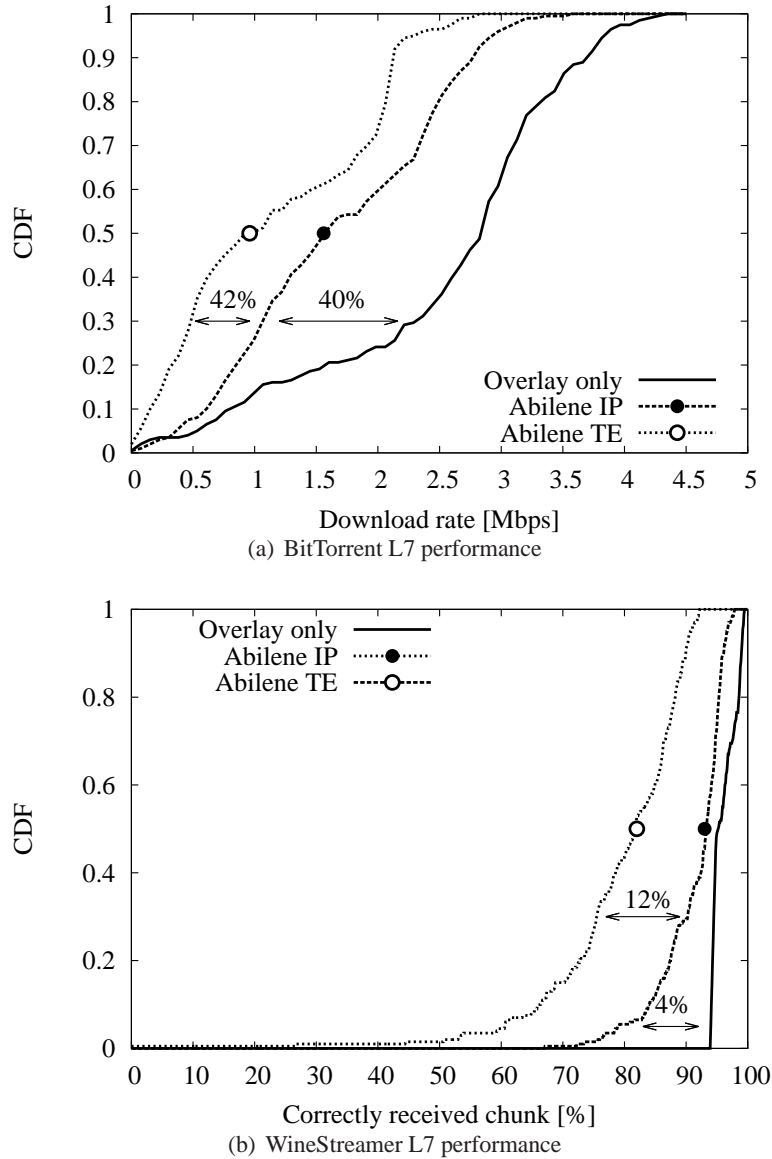 1
0.9
0.8
0.7
0.6
0.5
0.4
0.3
0.2
0.1
0
CDF
42%
40%
Overlay only
Abilene IP
Abilene TE
0 0.5 1 1.5 2 2.5 3 3.5 4 4.5 5
Download rate [Mbps]
(a) BitTorrent L7 performance
1
0.8
0.6
0.4
0.2
0
CDF
Overlay only
Abilene IP
Abilene TE
12%
4%
0 10 20 30 40 50 60 70 80 90 100
Correctly received chunk [%]
(b) WineStreamer L7 performance